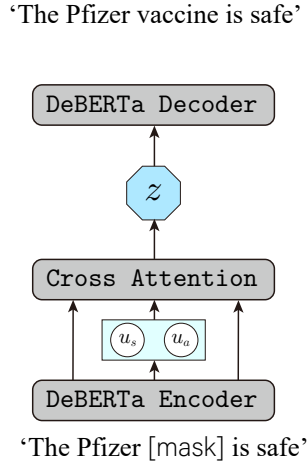 ‘The Pfizer vaccine is safe’
DeBERTa Decoder
z
Cross Attention
u_s u_a
DeBERTa Encoder
‘The Pfizer [mask] is safe’